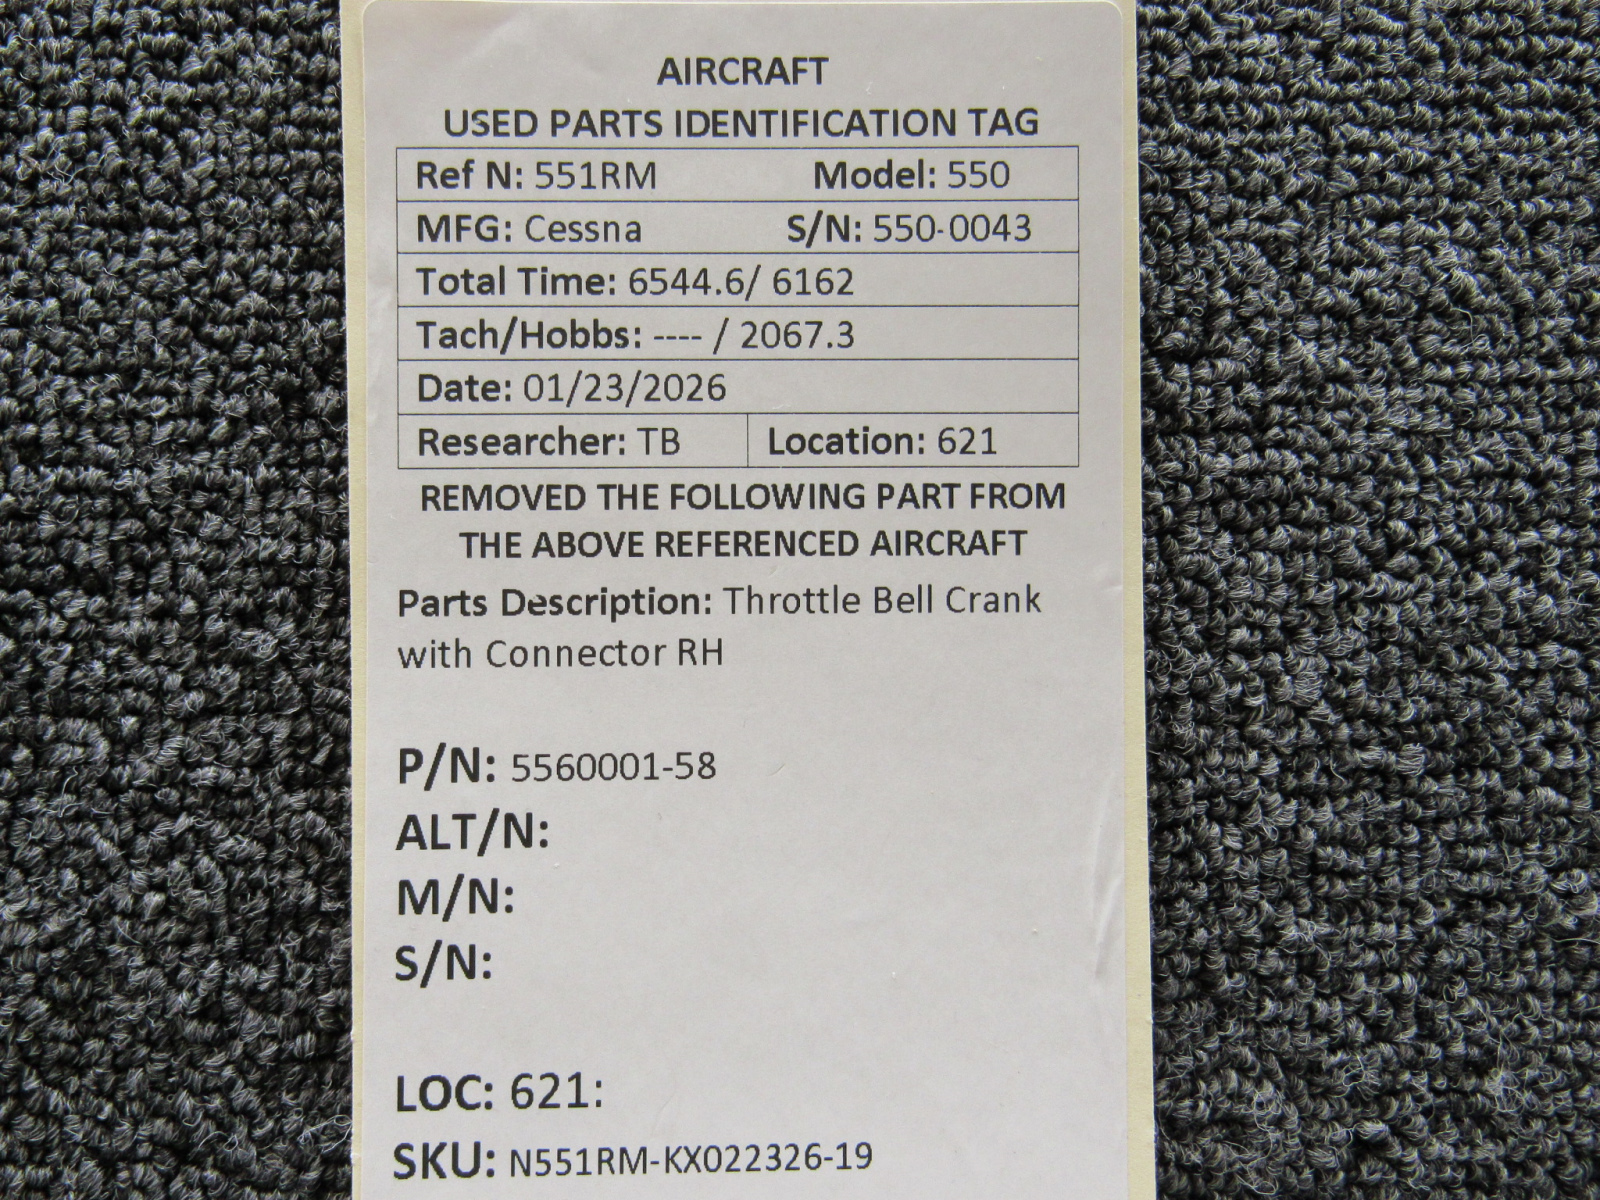 AIRCRAFT
USED PARTS IDENTIFICATION TAG
Ref N: 551RM Model: 550
MFG: Cessna S/N: 550-0043
Total Time: 6544.6/ 6162
Tach/Hobbs: ---- / 2067.3
Date: 01/23/2026
Researcher: TB Location: 621
REMOVED THE FOLLOWING PART FROM
THE ABOVE REFERENCED AIRCRAFT
Parts Description: Throttle Bell Crank
with Connector RH
P/N: 5560001-58
ALT/N:
M/N:
S/N:
LOC: 621:
SKU: N551RM-KX022326-19